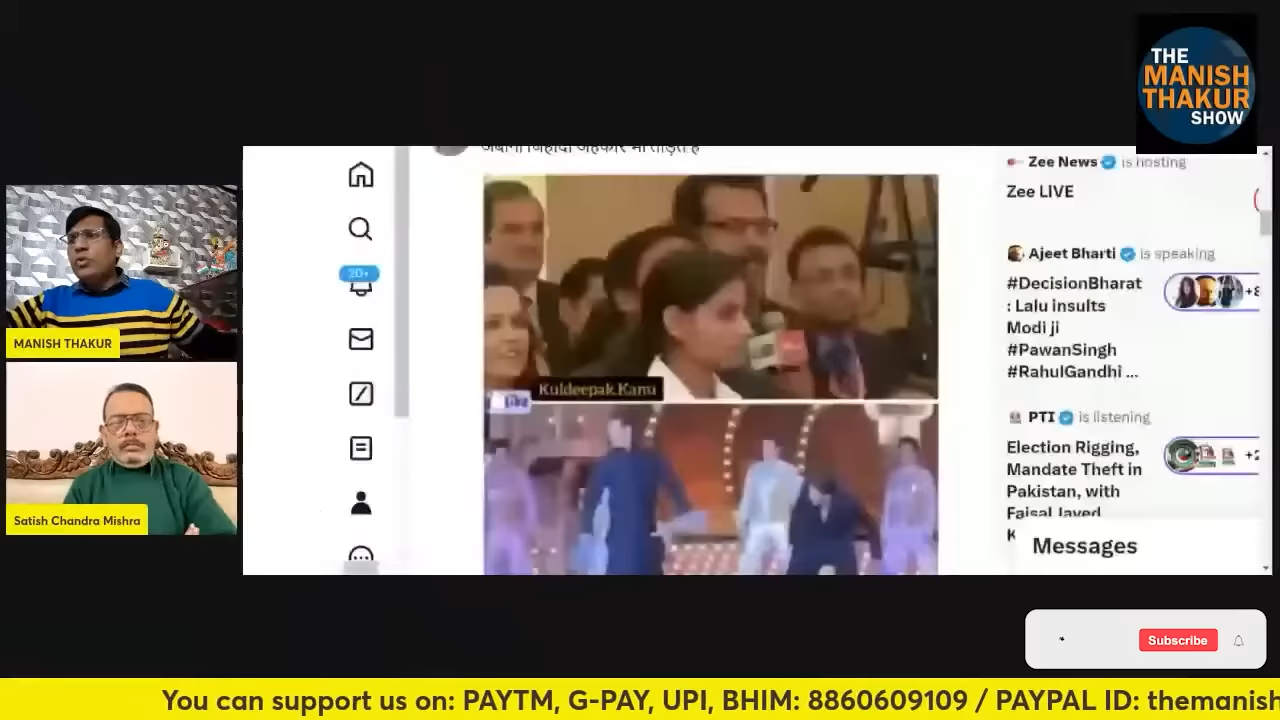 THE
MANISH
THAKUR
SHOW
Zee News is hosting
Zee LIVE
20+
Ajeet Bharti is speaking
#DecisionBharat
: Lalu insults
Modi ji
#PawanSingh
#RahulGandhi ...
+8
PTI is listening
Election Rigging,
Mandate Theft in
Pakistan, with
Faisal Javed
K
+2
Messages
Kuldeepak.Kanu
Like
MANISH THAKUR
Satish Chandra Mishra
Subscribe
You can support us on: PAYTM, G-PAY, UPI, BHIM: 8860609109 / PAYPAL ID: themanish